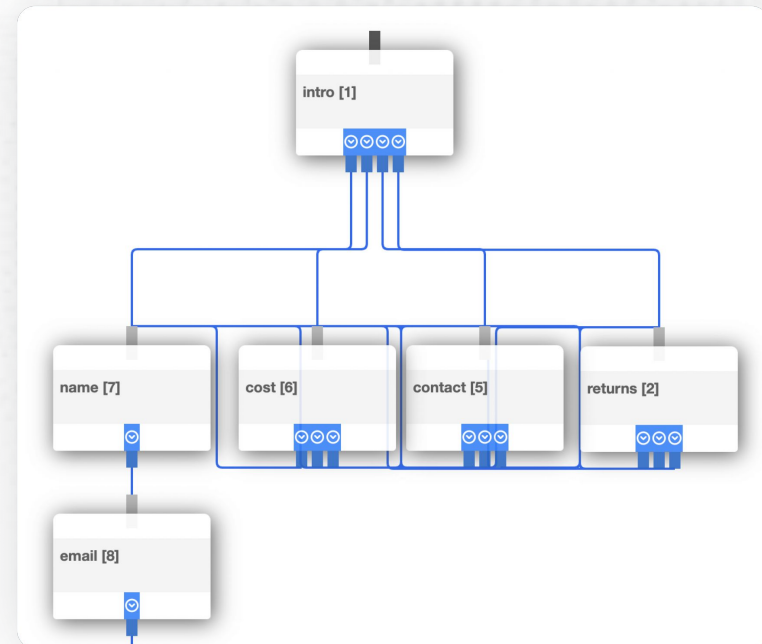 intro [1]
name [7]
cost [6]
contact [5]
returns [2]
email [8]